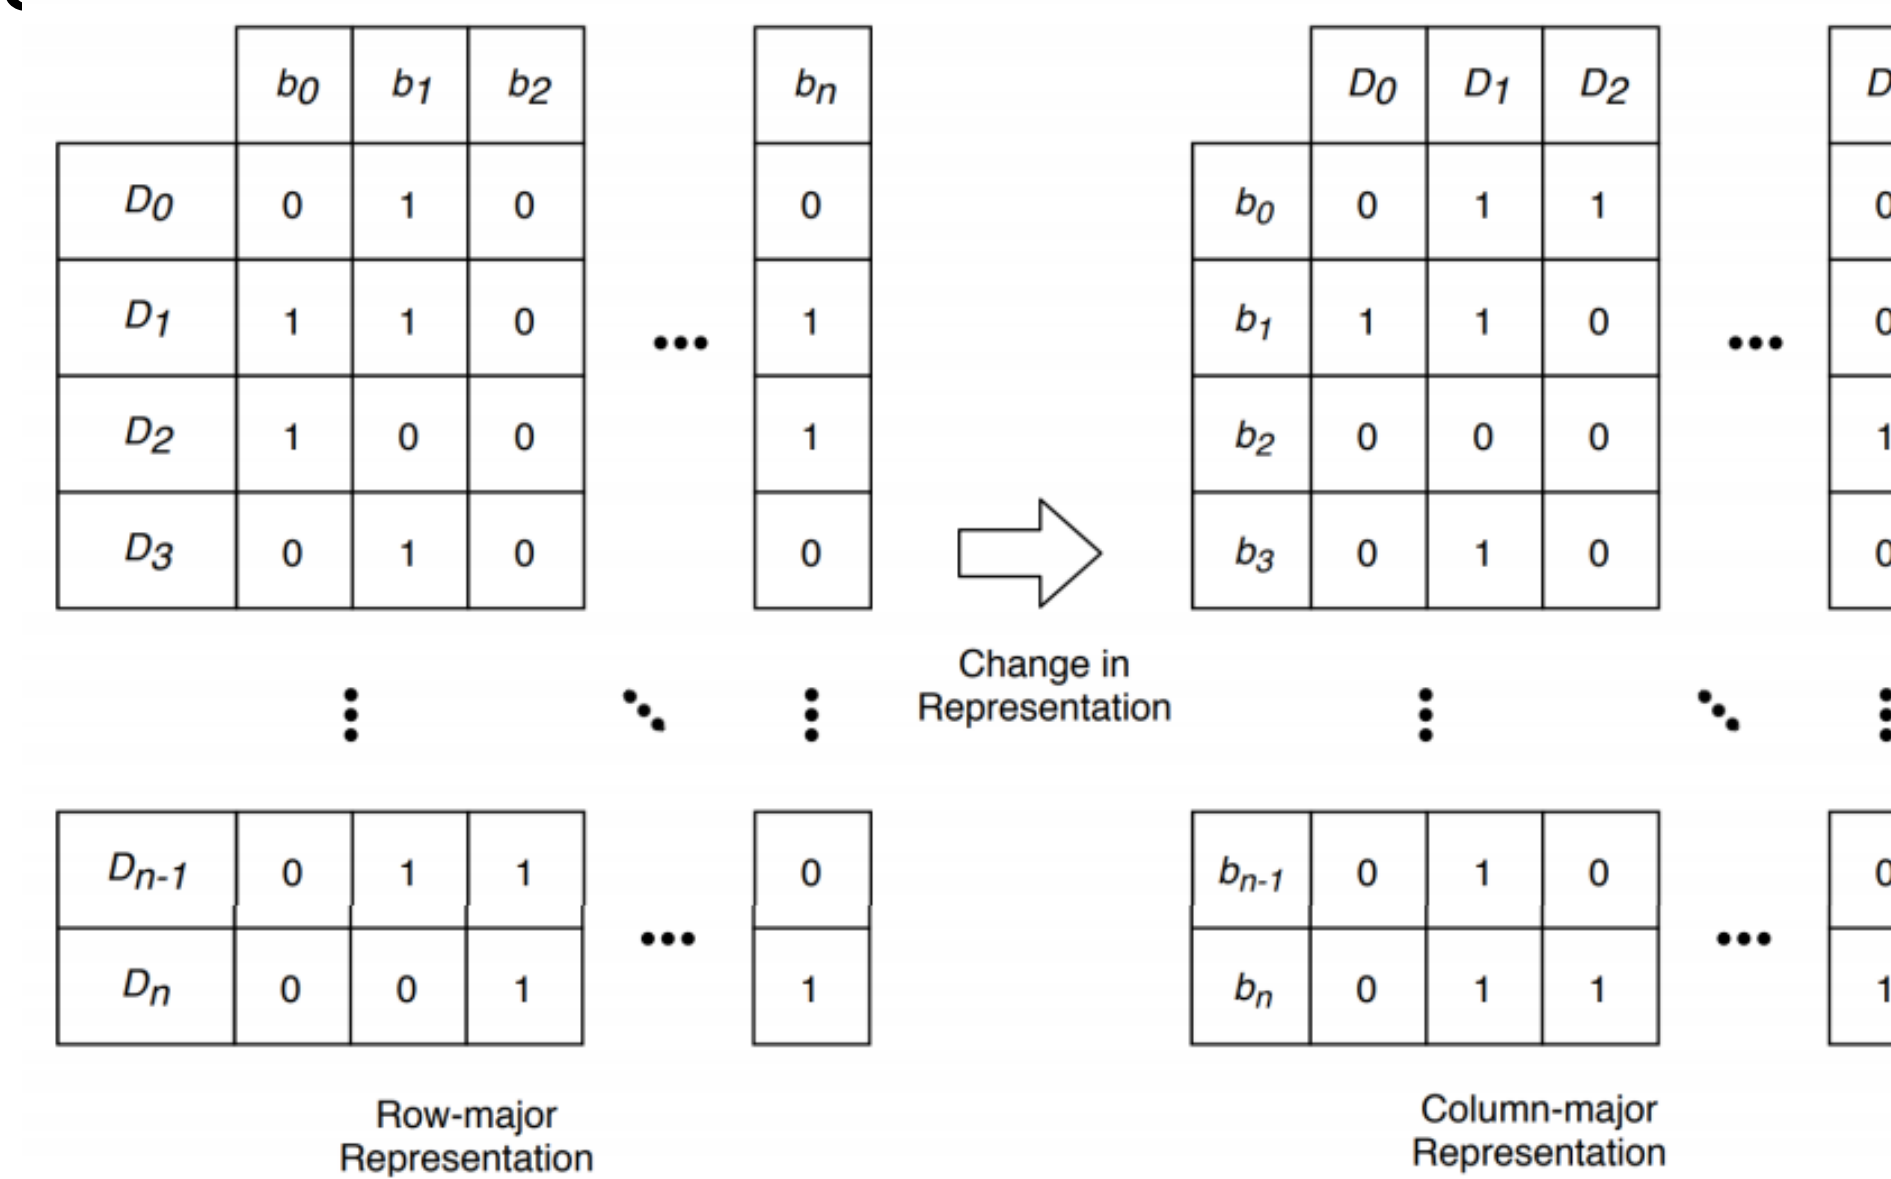 b0 b1 b2 bn D0 D1 D2 D
D0 0 1 0 0 b0 0 1 1 0
D1 1 1 0 ... 1 b1 1 1 0 ... 0
D2 1 0 0 1 b2 0 0 0 1
D3 0 1 0 0 b3 0 1 0 0
Change in
Representation
Dn-1 0 1 1 0 bn-1 0 1 0 0
Dn 0 0 1 ... 1 bn 0 1 1 ... 1
Row-major
Representation
Column-major
Representation